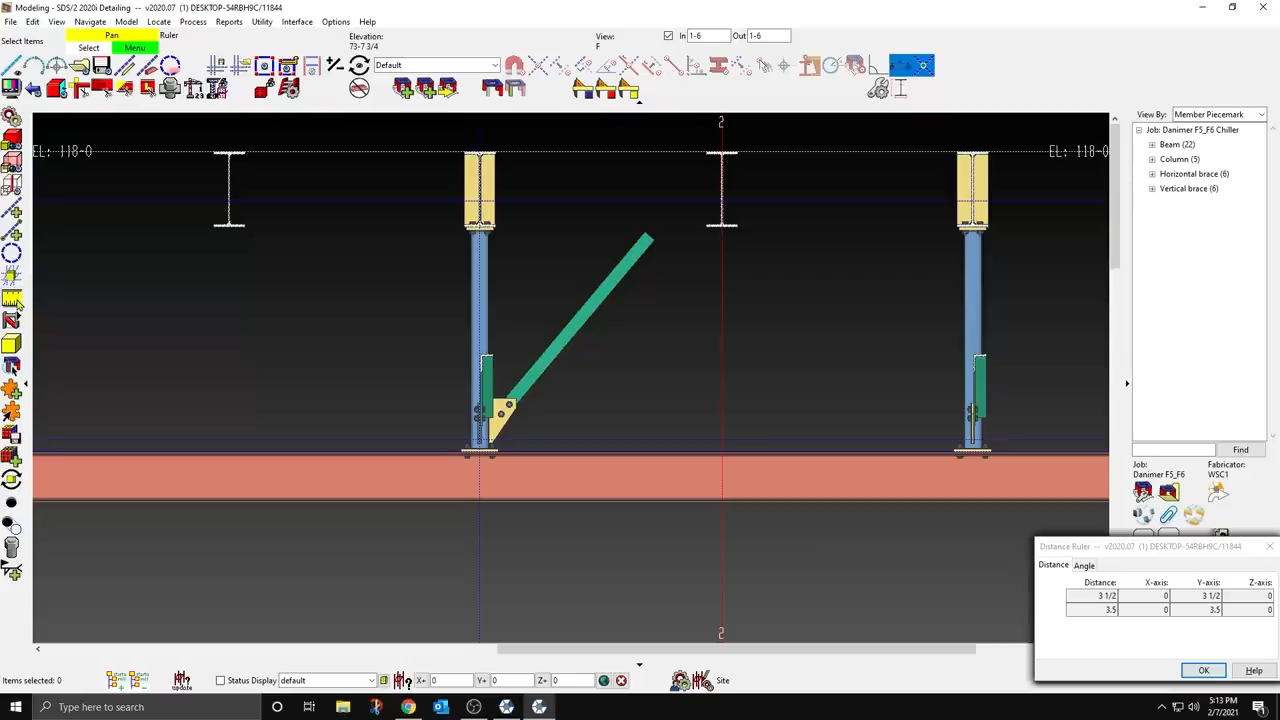 Modeling - SDS/2 2020i Detailing -- v2020.07 (1) DESKTOP-54RBH9C/11844
File Edit View Navigate Model Locate Process Reports Utility Interface Options Help
Select Items
Pan
Ruler
Select
Menu
Elevation:
73-7 3/4
View:
F
In 1-6
Out 1-6
Default
EL: 118-0
2
EL: 118-0
2
View By: Member Piecemark
Job: Danimer F5_F6 Chiller
Beam (22)
Column (5)
Horizontal brace (6)
Vertical brace (6)
Find
Job:
Danimer F5_F6
Fabricator:
WSC1
Distance Ruler -- v2020.07 (1) DESKTOP-54RBH9C/11844
Distance Angle
Distance: X-axis: Y-axis: Z-axis:
3 1/2 0 3 1/2 0
3.5 0 3.5 0
OK Help
Items selected: 0
update
Status Display
default
X+ 0
Y+ 0
Z+ 0
Site
Type here to search
5:13 PM
2/7/2021